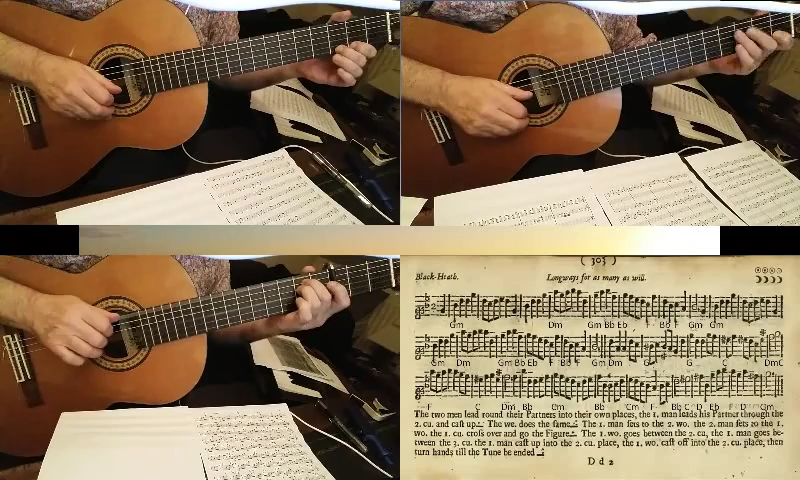 ( 303 )
Black-Heath. Longways for as many as will.
Gm Dm Gm Bb Eb F Bb F Gm Gm
Gm Dm Gm Bb Eb F Bb F Gm Dm F G C DmC
F C Dm Bb Cm Bb Cm F Bb C D Eb F D Gm
The two men lead round their Partners into their own places, the 1. man leads his Partner through the
2. cu. and caſt up The we. does the ſame The 1. man ſets to the 2. wo. the 2. man ſets to the 1.
wo. the 1. cu. croſs over and go the Figure The 1. wo. goes between the 2. cu, the 1. man goes be-
tween the 3. cu. the 1. man caſt up into the 2. cu. place, the 1. wo. caſt off into the 2. cu. place, then
turn hands till the Tune be ended
D d 2